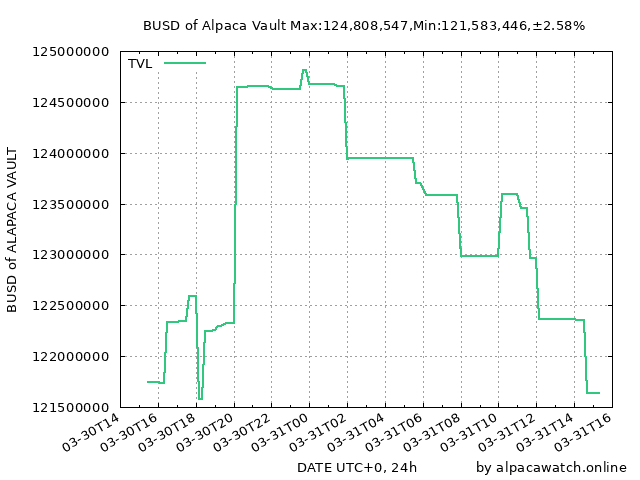 BUSD of Alpaca Vault Max:124,808,547,Min:121,583,446,±2.58%
125000000
TVL
124500000
124000000
123500000
123000000
122500000
122000000
121500000
BUSD of ALAPACA VAULT
03-30T14
03-30T16
03-30T18
03-30T20
03-30T22
03-31T00
03-31T02
03-31T04
03-31T06
03-31T08
03-31T10
03-31T12
03-31T14
03-31T16
DATE UTC+0, 24h
by alpacawatch.online